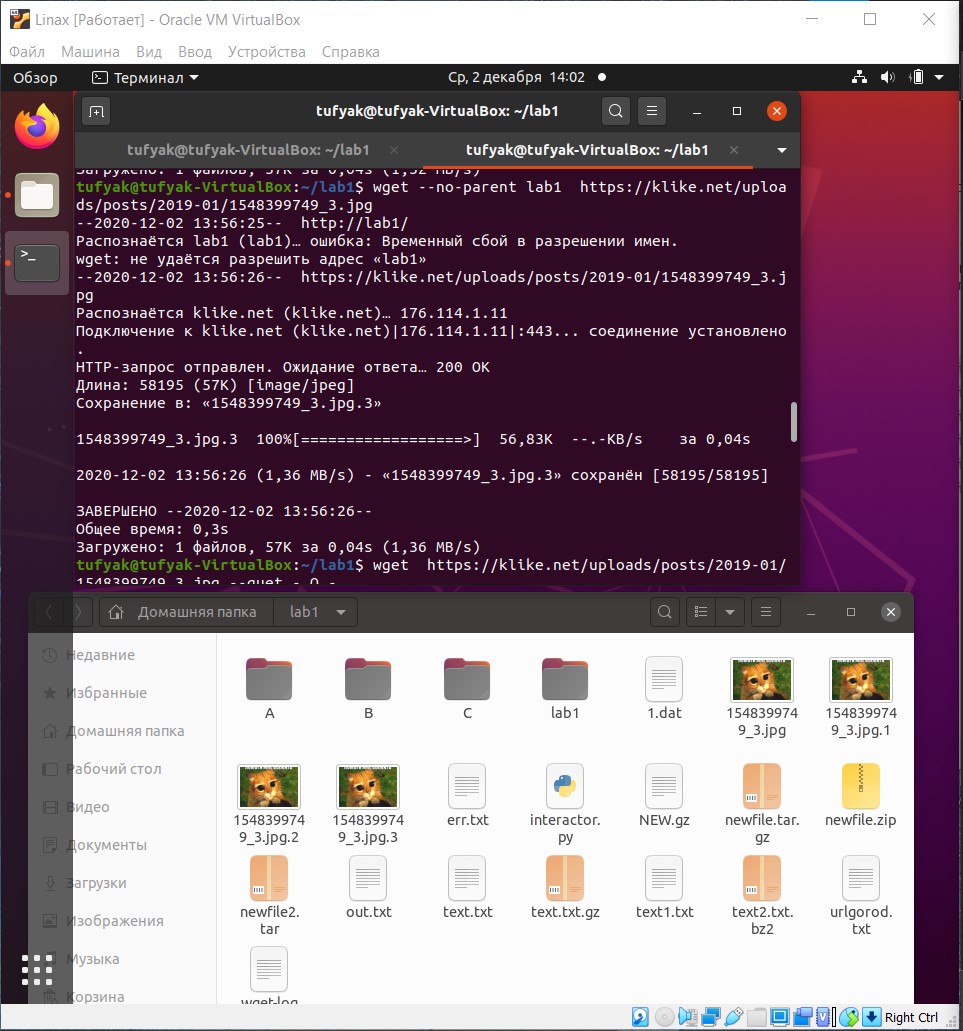 Linax [Работает] - Oracle VM VirtualBox
Файл Машина Вид Ввод Устройства Справка
Обзор Терминал Ср, 2 декабря 14:02
tufyak@tufyak-VirtualBox: ~/lab1
tufyak@tufyak-VirtualBox: ~/lab1 tufyak@tufyak-VirtualBox: ~/lab1
Загружено: 1 файлов, 57K за 0,04s (1,52 MB/s)
tufyak@tufyak-VirtualBox:~/lab1$ wget --no-parent lab1  https://klike.net/uploa
ds/posts/2019-01/1548399749_3.jpg
--2020-12-02 13:56:25--  http://lab1/
Распознаётся lab1 (lab1)… ошибка: Временный сбой в разрешении имен.
wget: не удаётся разрешить адрес «lab1»
--2020-12-02 13:56:26--  https://klike.net/uploads/posts/2019-01/1548399749_3.j
pg
Распознаётся klike.net (klike.net)… 176.114.1.11
Подключение к klike.net (klike.net)|176.114.1.11|:443... соединение установлено
.
HTTP-запрос отправлен. Ожидание ответа… 200 OK
Длина: 58195 (57K) [image/jpeg]
Сохранение в: «1548399749_3.jpg.3»
1548399749_3.jpg.3  100%[==================>]  56,83K  --.-KB/s    за 0,04s
2020-12-02 13:56:26 (1,36 MB/s) - «1548399749_3.jpg.3» сохранён [58195/58195]
ЗАВЕРШЕНО --2020-12-02 13:56:26--
Общее время: 0,3s
Загружено: 1 файлов, 57K за 0,04s (1,36 MB/s)
tufyak@tufyak-VirtualBox:~/lab1$ wget  https://klike.net/uploads/posts/2019-01/
1548399749_3.jpg --quet - O -
Домашняя папка lab1
Недавние
Избранные
Домашняя папка
Рабочий стол
Видео
Документы
Загрузки
Изображения
Музыка
Корзина
A B C lab1 1.dat 154839974 154839974
9_3.jpg 9_3.jpg.1
154839974 154839974 err.txt interactor. NEW.gz newfile.tar. newfile.zip
9_3.jpg.2 9_3.jpg.3 py gz
newfile2. out.txt text.txt text.txt.gz text1.txt text2.txt. urlgorod.
tar bz2 txt
wget-log
Right Ctrl